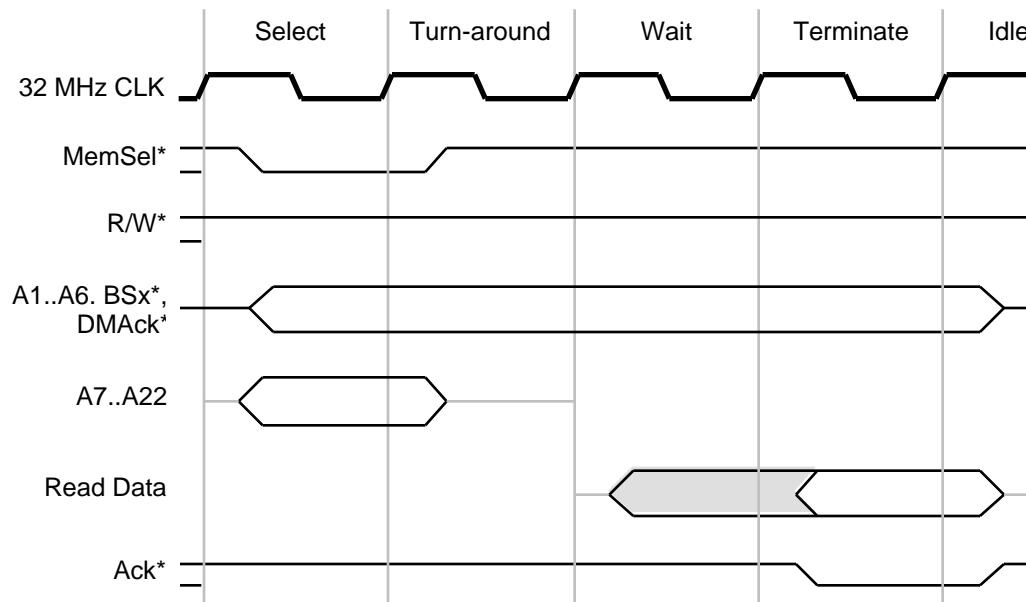 Select Turn-around Wait Terminate Idle
32 MHz CLK
MemSel*
R/W*
A1..A6. BSx*,
DMAck*
A7..A22
Read Data
Ack*